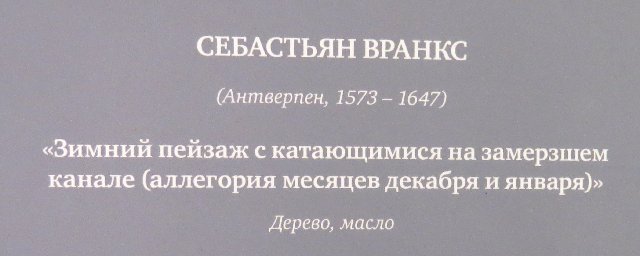 СЕБАСТЬЯН ВРАНКС
(Антверпен, 1573 – 1647)
«Зимний пейзаж с катающимися на замерзшем
канале (аллегория месяцев декабря и января)»
Дерево, масло